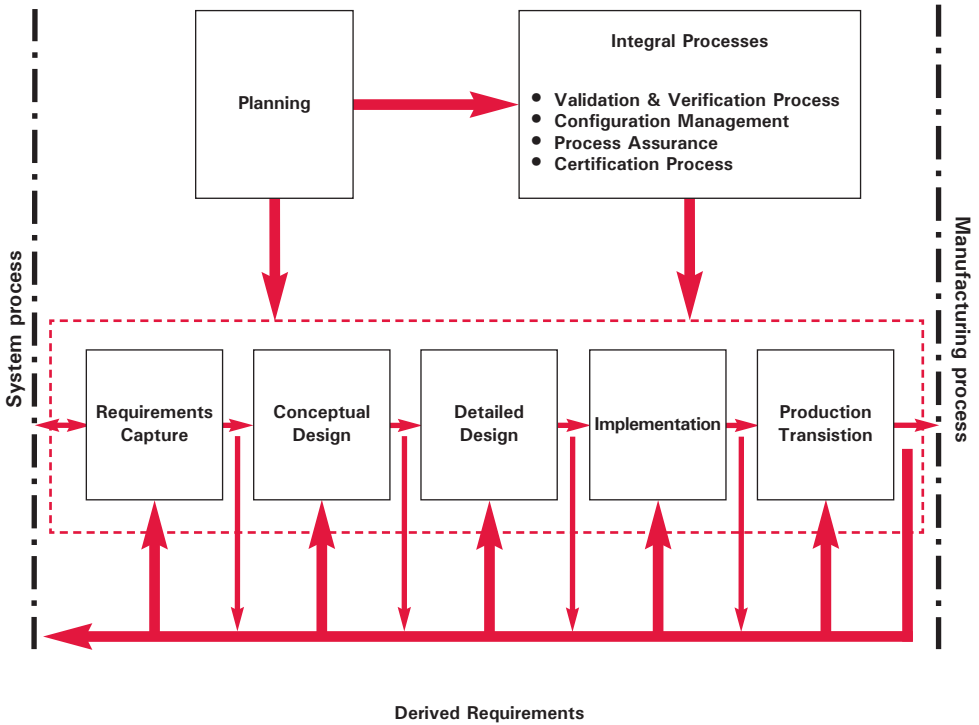 Planning
Integral Processes
• Validation & Verification Process
• Configuration Management
• Process Assurance
• Certification Process
System process
Manufacturing process
Requirements
Capture
Conceptual
Design
Detailed
Design
Implementation
Production
Transistion
Derived Requirements